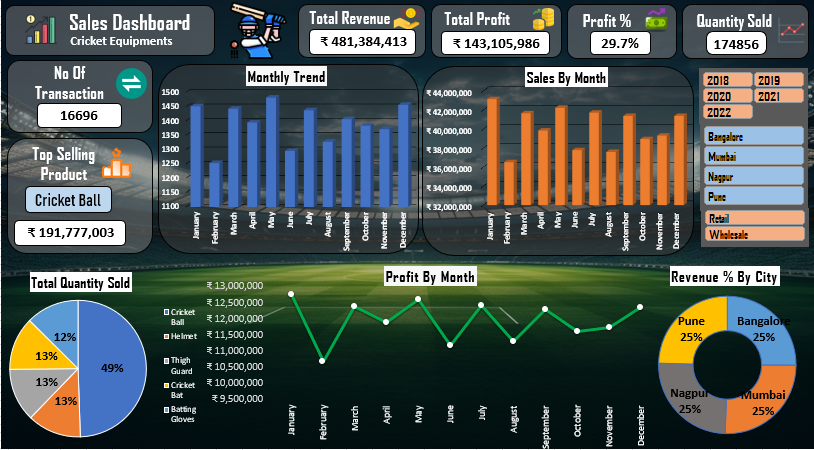 Sales Dashboard
Cricket Equipments
Total Revenue
₹ 481,384,413
Total Profit
₹ 143,105,986
Profit %
29.7%
Quantity Sold
174856
No Of
Transaction
16696
Top Selling
Product
Cricket Ball
₹ 191,777,003
Monthly Trend
1500
1450
1400
1350
1300
1250
1200
1150
1100
January
February
March
April
May
June
July
August
September
October
November
December
Sales By Month
₹ 44,000,000
₹ 42,000,000
₹ 40,000,000
₹ 38,000,000
₹ 36,000,000
₹ 34,000,000
₹ 32,000,000
January
February
March
April
May
June
July
August
September
October
November
December
2018
2019
2020
2021
2022
Bangalore
Mumbai
Nagpur
Pune
Retail
Wholesale
Total Quantity Sold
49%
13%
13%
13%
12%
Cricket
Ball
Helmet
Thigh
Guard
Cricket
Bat
Batting
Gloves
Profit By Month
₹ 13,000,000
₹ 12,500,000
₹ 12,000,000
₹ 11,500,000
₹ 11,000,000
₹ 10,500,000
₹ 10,000,000
₹ 9,500,000
January
February
March
April
May
June
July
August
September
October
November
December
Revenue % By City
Pune
25%
Bangalore
25%
Nagpur
25%
Mumbai
25%